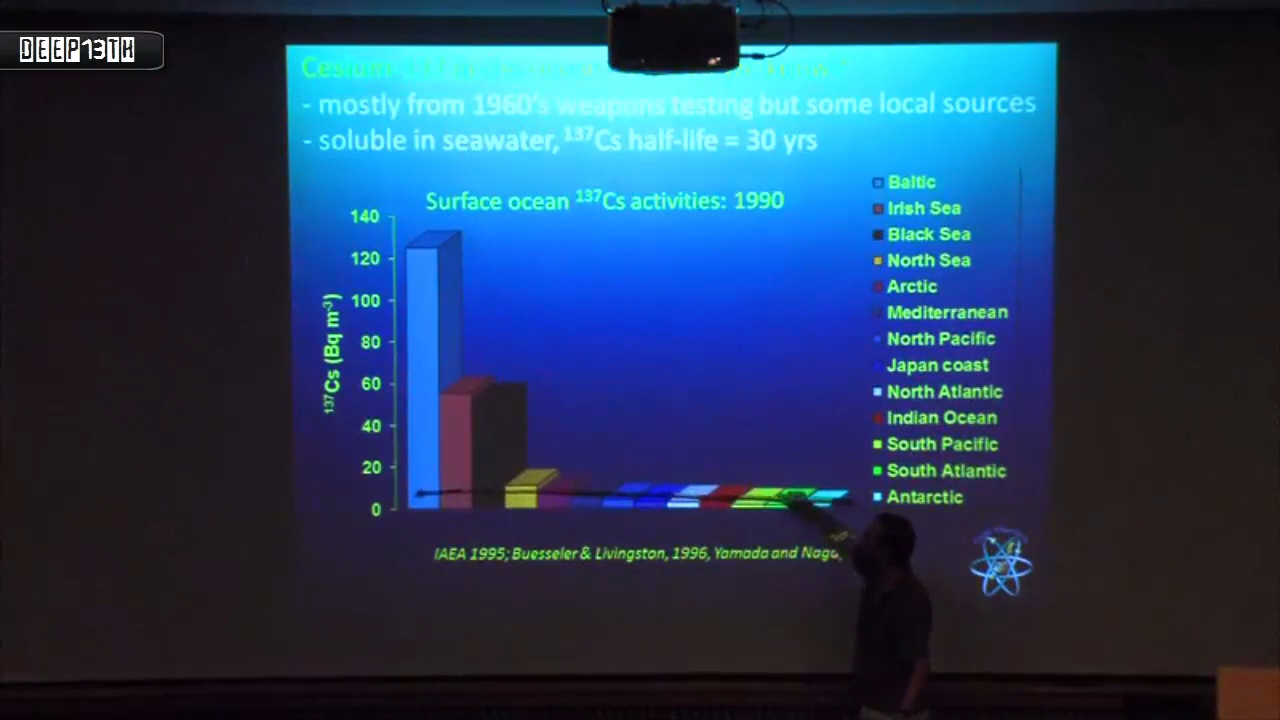 DEEP13TH
Cesium
- mostly from 1960's weapons testing but some local sources
- soluble in seawater, ¹³⁷Cs half-life = 30 yrs
Surface ocean ¹³⁷Cs activities: 1990
¹³⁷Cs (Bq m⁻³)
140
120
100
80
60
40
20
0
Baltic
Irish Sea
Black Sea
North Sea
Arctic
Mediterranean
North Pacific
Japan coast
North Atlantic
Indian Ocean
South Pacific
South Atlantic
Antarctic
IAEA 1995; Buesseler & Livingston, 1996, Yamada and